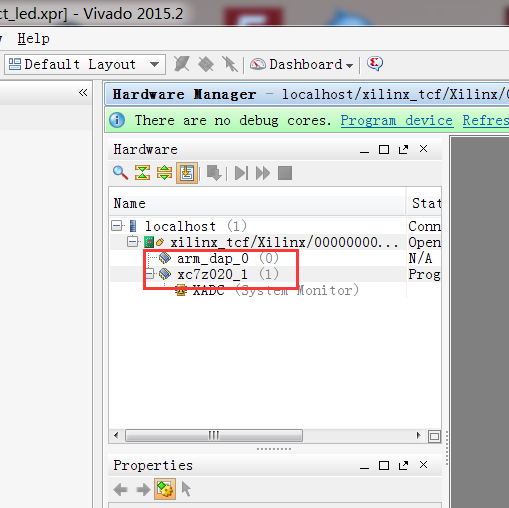 ct_led.xpr] - Vivado 2015.2
Help
Default Layout
Dashboard
Hardware Manager - localhost/xilinx_tcf/Xilinx/0
There are no debug cores. Program device Refres
Hardware
Name Stat
localhost (1) Conn
xilinx_tcf/Xilinx/00000000... Open
arm_dap_0 (0) N/A
xc7z020_1 (1) Prog
XADC (System Monitor)
Properties